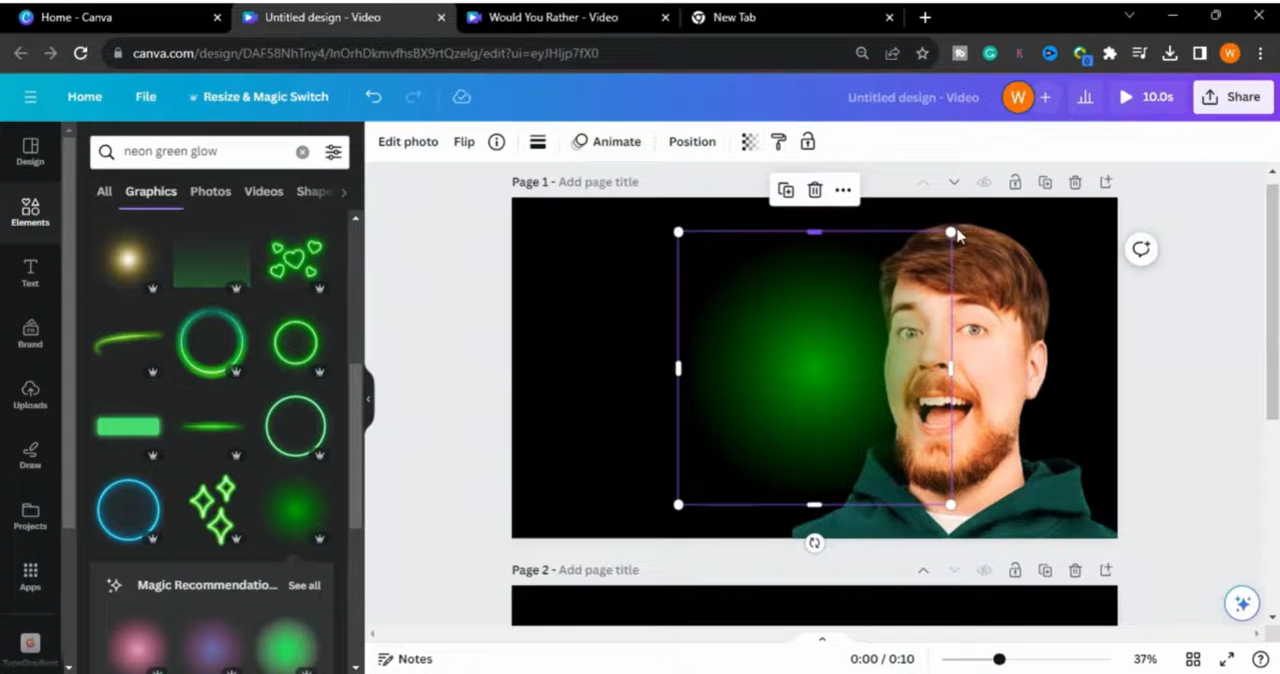 Home - Canva
Untitled design - Video
Would You Rather - Video
New Tab
canva.com/design/DAF58NhTny4/InOrhDkmvfhsBX9rtQzelg/edit?ui=eyJHIjp7fX0
Home
File
Resize & Magic Switch
Untitled design - Video
W
10.0s
Share
Design
Elements
Text
Brand
Uploads
Draw
Projects
Apps
neon green glow
All
Graphics
Photos
Videos
Shape
Magic Recommendatio...
See all
Edit photo
Flip
Animate
Position
Page 1 - Add page title
Page 2 - Add page title
Notes
0:00 / 0:10
37%